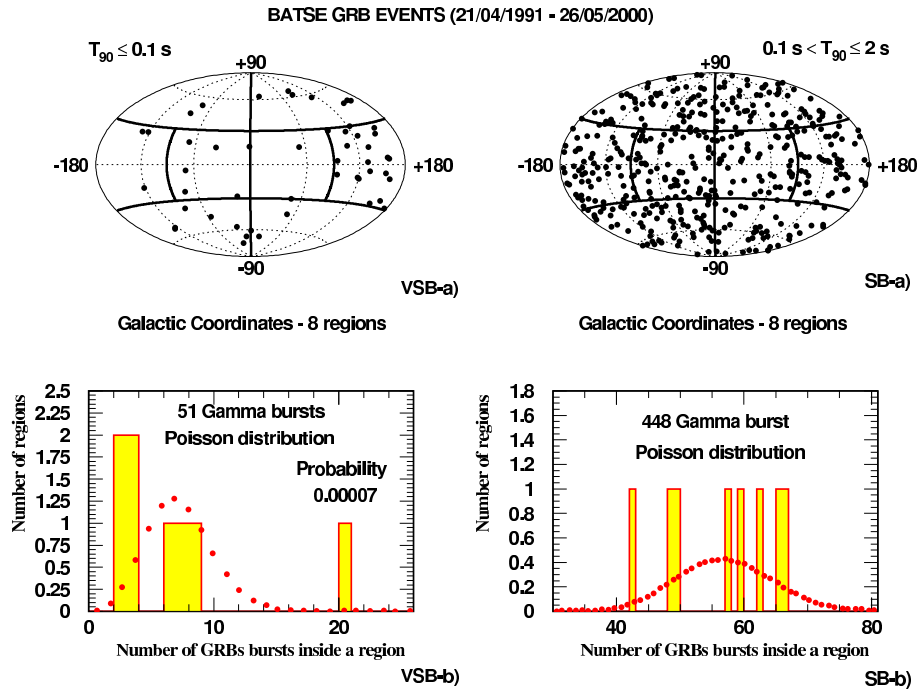 BATSE GRB EVENTS (21/04/1991 - 26/05/2000)
T90 ≤ 0.1 s
+90
-180
+180
-90
VSB-a)
Galactic Coordinates - 8 regions
0.1 s < T90 ≤ 2 s
+90
-180
+180
-90
SB-a)
Galactic Coordinates - 8 regions
Number of regions
2.5
2.25
2
1.75
1.5
1.25
1
0.75
0.5
0.25
0
51 Gamma bursts
Poisson distribution
Probability
0.00007
0 10 20
Number of GRBs bursts inside a region
VSB-b)
Number of regions
1.8
1.6
1.4
1.2
1
0.8
0.6
0.4
0.2
0
448 Gamma burst
Poisson distribution
40 60 80
Number of GRBs bursts inside a region
SB-b)